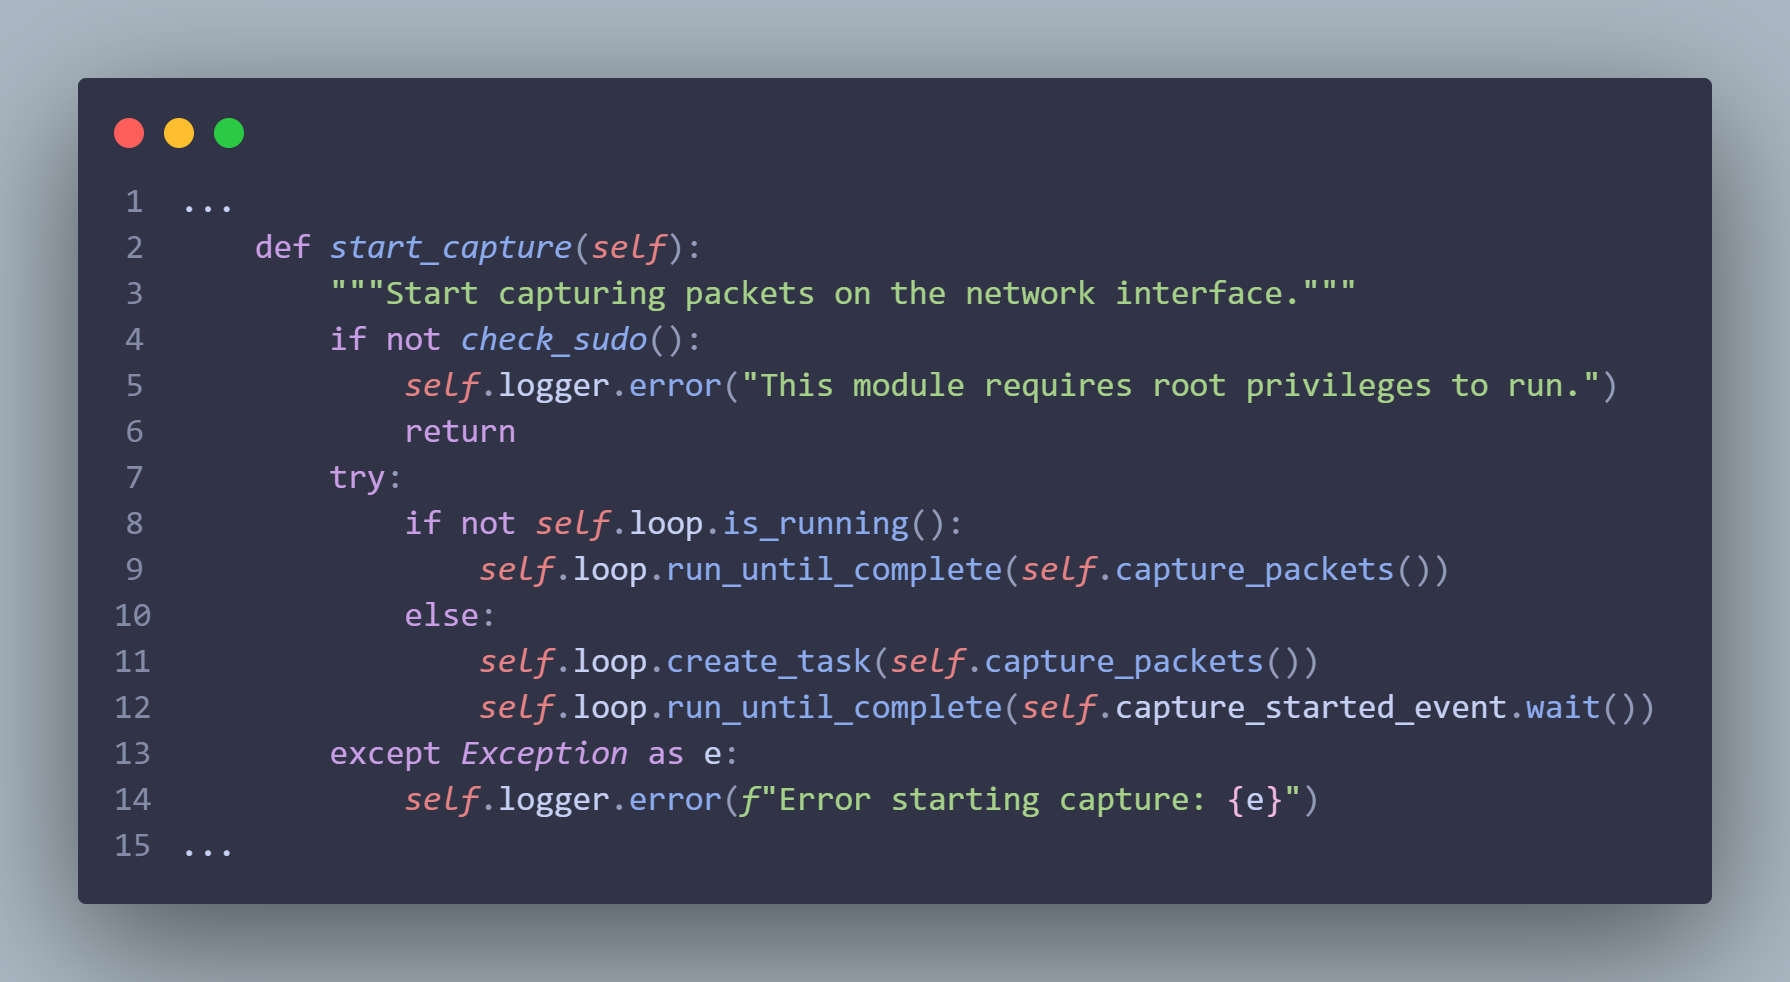 1 ...
2     def start_capture(self):
3         """Start capturing packets on the network interface."""
4         if not check_sudo():
5             self.logger.error("This module requires root privileges to run.")
6             return
7         try:
8             if not self.loop.is_running():
9                 self.loop.run_until_complete(self.capture_packets())
10             else:
11                 self.loop.create_task(self.capture_packets())
12                 self.loop.run_until_complete(self.capture_started_event.wait())
13         except Exception as e:
14             self.logger.error(f"Error starting capture: {e}")
15 ...